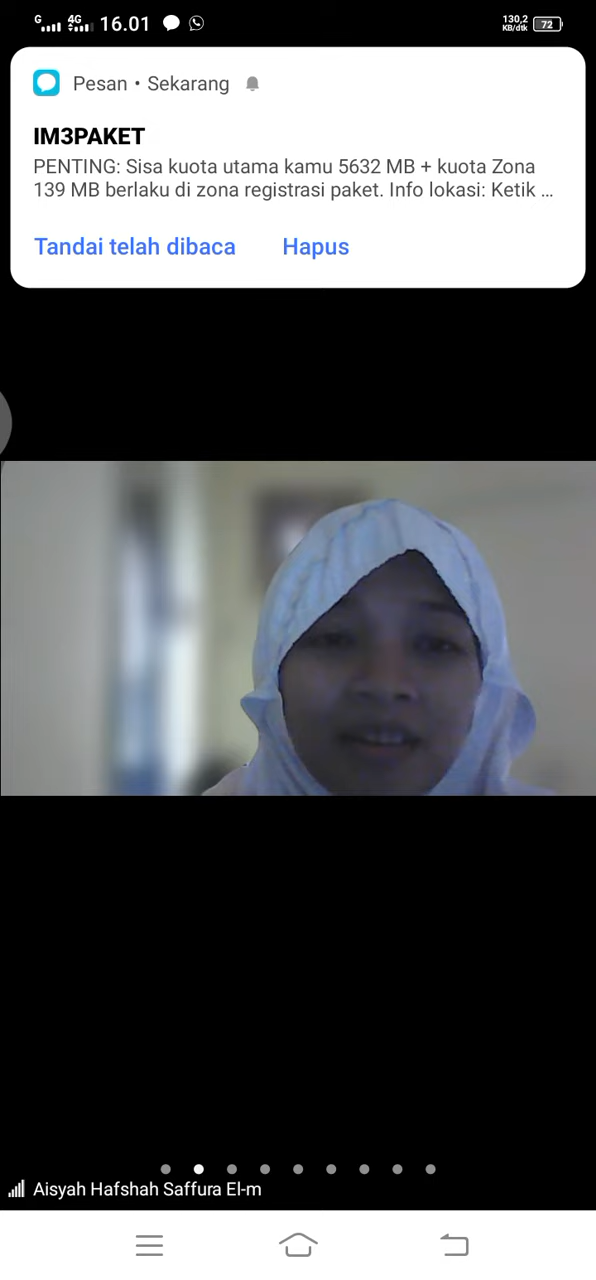 G 4G 16.01 130,2 KB/dtk 72
Pesan • Sekarang
IM3PAKET
PENTING: Sisa kuota utama kamu 5632 MB + kuota Zona
139 MB berlaku di zona registrasi paket. Info lokasi: Ketik ...
Tandai telah dibaca Hapus
Aisyah Hafshah Saffura El-m